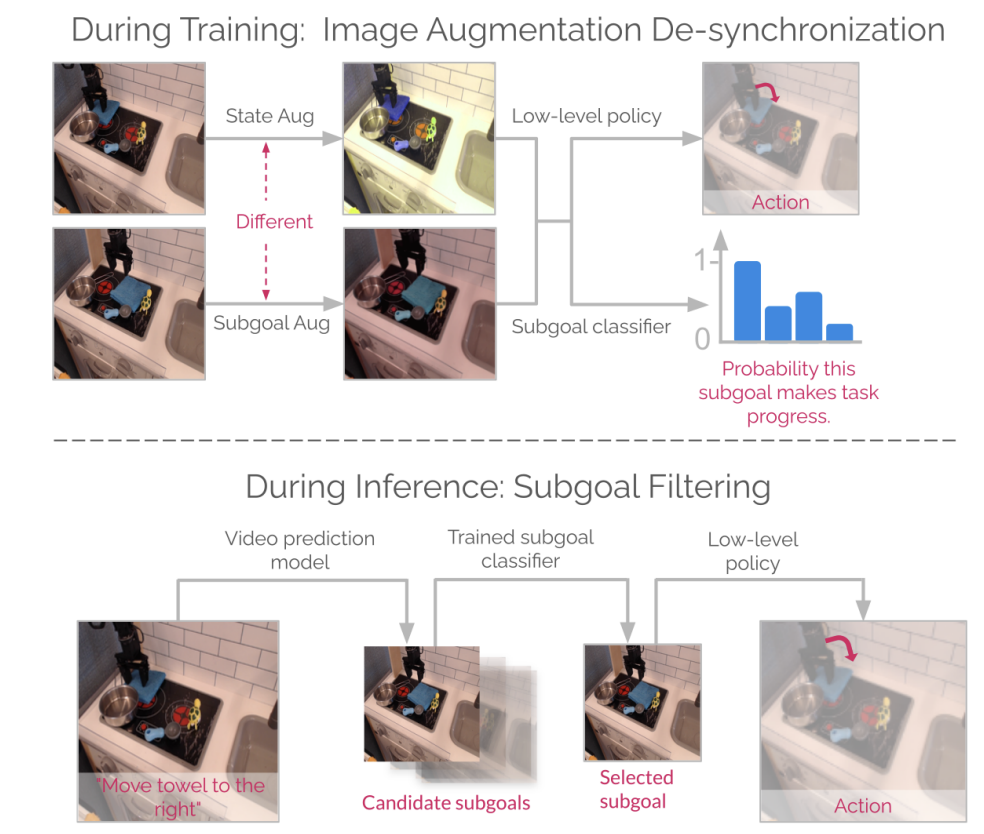 During Training:  Image Augmentation De-synchronization
State Aug
Low-level policy
Different
Action
Subgoal Aug
Subgoal classifier
1
0
Probability this
subgoal makes task
progress.
During Inference: Subgoal Filtering
Video prediction
model
Trained subgoal
classifier
Low-level
policy
"Move towel to the
right"
Candidate subgoals
Selected
subgoal
Action